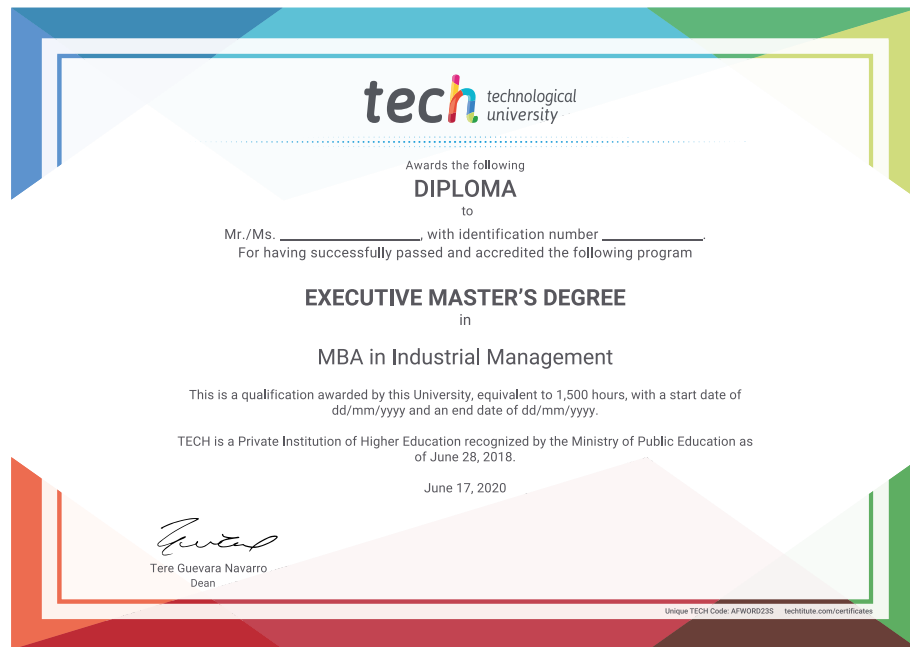 tech technological
university
Awards the following
DIPLOMA
to
Mr./Ms. ____________________, with identification number ______________.
For having successfully passed and accredited the following program
EXECUTIVE MASTER'S DEGREE
in
MBA in Industrial Management
This is a qualification awarded by this University, equivalent to 1,500 hours, with a start date of
dd/mm/yyyy and an end date of dd/mm/yyyy.
TECH is a Private Institution of Higher Education recognized by the Ministry of Public Education as
of June 28, 2018.
June 17, 2020
Tere Guevara Navarro
Dean
Unique TECH Code: AFWORD23S techtitute.com/certificates